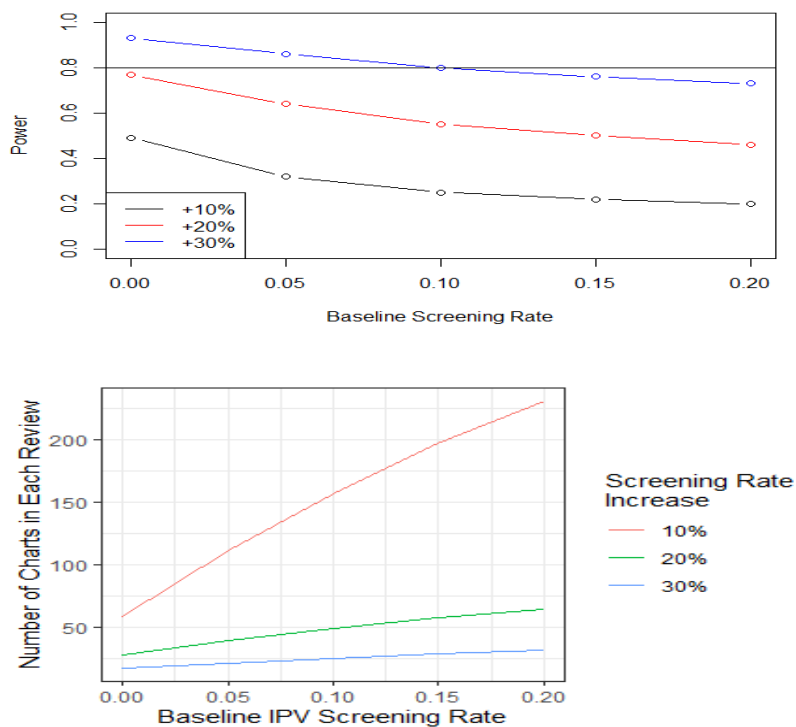 1.0
0.8
0.6
0.4
0.2
0.0
Power
+10%
+20%
+30%
0.00 0.05 0.10 0.15 0.20
Baseline Screening Rate
Number of Charts in Each Review
200
150
100
50
0.00 0.05 0.10 0.15 0.20
Baseline IPV Screening Rate
Screening Rate
Increase
10%
20%
30%